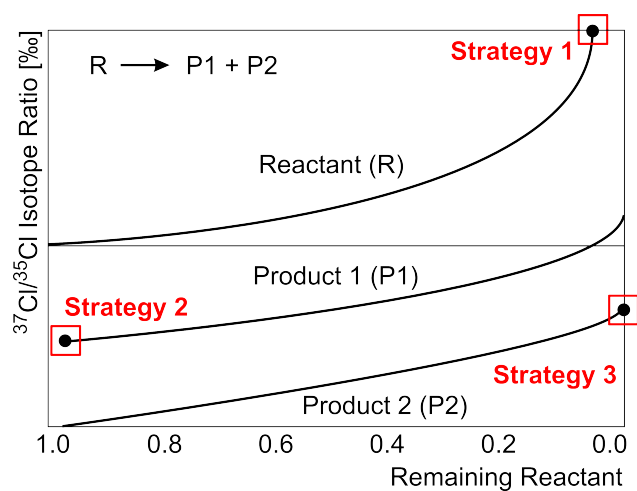 ³⁷Cl/³⁵Cl Isotope Ratio [‰]
R → P1 + P2
Strategy 1
Reactant (R)
Product 1 (P1)
Strategy 2
Strategy 3
Product 2 (P2)
1.0 0.8 0.6 0.4 0.2 0.0
Remaining Reactant